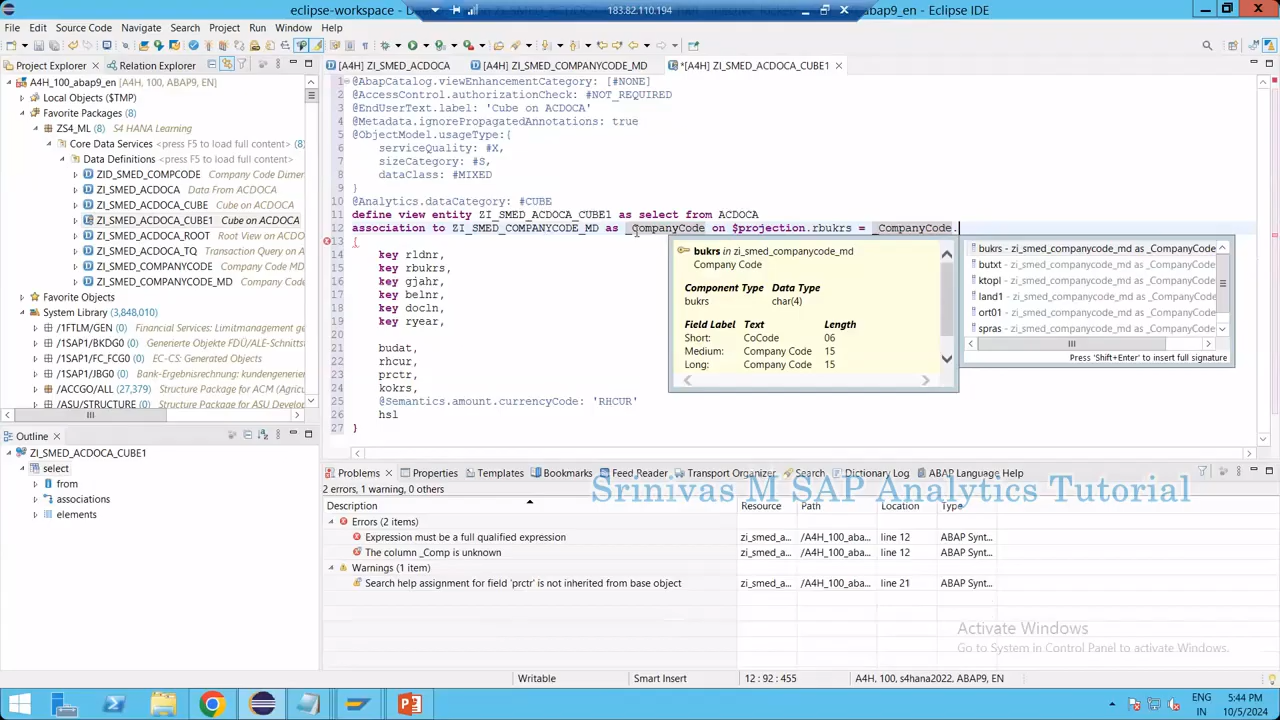 eclipse-workspace - De
183.82.110.194
abap9_en - Eclipse IDE
File Edit Source Code Navigate Search Project Explorer Run Window Help
Project Explorer
Relation Explorer
A4H_100_abap9_en (A4H, 100, ABAP9, EN)
Local Objects ($TMP)
Favorite Packages (8)
ZS4_ML (8) S4 HANA Learning
Core Data Services <press F5 to load full content> (8)
Data Definitions <press F5 to load full content>
ZID_SMED_COMPCODE Company Code Dimen
ZI_SMED_ACDOCA Data From ACDOCA
ZI_SMED_ACDOCA_CUBE Cube on ACDOCA
ZI_SMED_ACDOCA_CUBE1 Cube on ACDOCA
ZI_SMED_ACDOCA_ROOT Root View on ACDO
ZI_SMED_ACDOCA_TQ Transaction Query on A
ZI_SMED_COMPANYCODE Company Code MD
ZI_SMED_COMPANYCODE_MD Company Code
Favorite Objects
System Library (3,848,010)
/1FTLM/GEN (0) Financial Services: Limitmanagement ge
/1SAP1/BKDG0 (0) Generierte Objekte FDÜ/ALE-Schnitts
/1SAP1/FC_FCG0 (0) EC-CS: Generated Objects
/1SAP1/JBG0 (0) Bank-Ergebnisrechnung: kundengenerier
/ACCGO/ALL (27,379) Structure Package for ACM (Agricu
/ASU/STRUCTURE (0) Structure Package for ASU Develop
Outline
ZI_SMED_ACDOCA_CUBE1
select
from
associations
elements
[A4H] ZI_SMED_ACDOCA
[A4H] ZI_SMED_COMPANYCODE_MD
*[A4H] ZI_SMED_ACDOCA_CUBE1
1 @AbapCatalog.viewEnhancementCategory: [#NONE]
2 @AccessControl.authorizationCheck: #NOT_REQUIRED
3 @EndUserText.label: 'Cube on ACDOCA'
4 @Metadata.ignorePropagatedAnnotations: true
5 @ObjectModel.usageType:{
6 serviceQuality: #X,
7 sizeCategory: #S,
8 dataClass: #MIXED
9 }
10 @Analytics.dataCategory: #CUBE
11 define view entity ZI_SMED_ACDOCA_CUBE1 as select from ACDOCA
12 association to ZI_SMED_COMPANYCODE_MD as _CompanyCode on $projection.rbukrs = _CompanyCode.
13 {
14 key rldnr,
15 key rbukrs,
16 key gjahr,
17 key belnr,
18 key docln,
19 key ryear,
20
21 budat,
22 rhcur,
23 prctr,
24 kokrs,
25 @Semantics.amount.currencyCode: 'RHCUR'
26 hsl
27 }
bukrs in zi_smed_companycode_md
Company Code
Component Type Data Type
bukrs char(4)
Field Label Text Length
Short: CoCode 06
Medium: Company Code 15
Long: Company Code 15
bukrs - zi_smed_companycode_md as _CompanyCode
butxt - zi_smed_companycode_md as _CompanyCode
ktopl - zi_smed_companycode_md as _CompanyCode
land1 - zi_smed_companycode_md as _CompanyCode
ort01 - zi_smed_companycode_md as _CompanyCode
spras - zi_smed_companycode_md as _CompanyCode
Press 'Shift+Enter' to insert full signature
Problems Properties Templates Bookmarks Feed Reader Transport Organizer Search Dictionary Log ABAP Language Help
2 errors, 1 warning, 0 others
Srinivas M SAP Analytics Tutorial
Description Resource Path Location Type
Errors (2 items)
Expression must be a full qualified expression zi_smed_a... /A4H_100_aba... line 12 ABAP Synt...
The column _Comp is unknown zi_smed_a... /A4H_100_aba... line 12 ABAP Synt...
Warnings (1 item)
Search help assignment for field 'prctr' is not inherited from base object zi_smed_a... /A4H_100_aba... line 21 ABAP Synt...
Activate Windows
Go to System in Control Panel to activate Windows.
Writable
Smart Insert
12 : 92 : 455
A4H, 100, s4hana2022, ABAP9, EN
ENG
IN
5:44 PM
10/5/2024